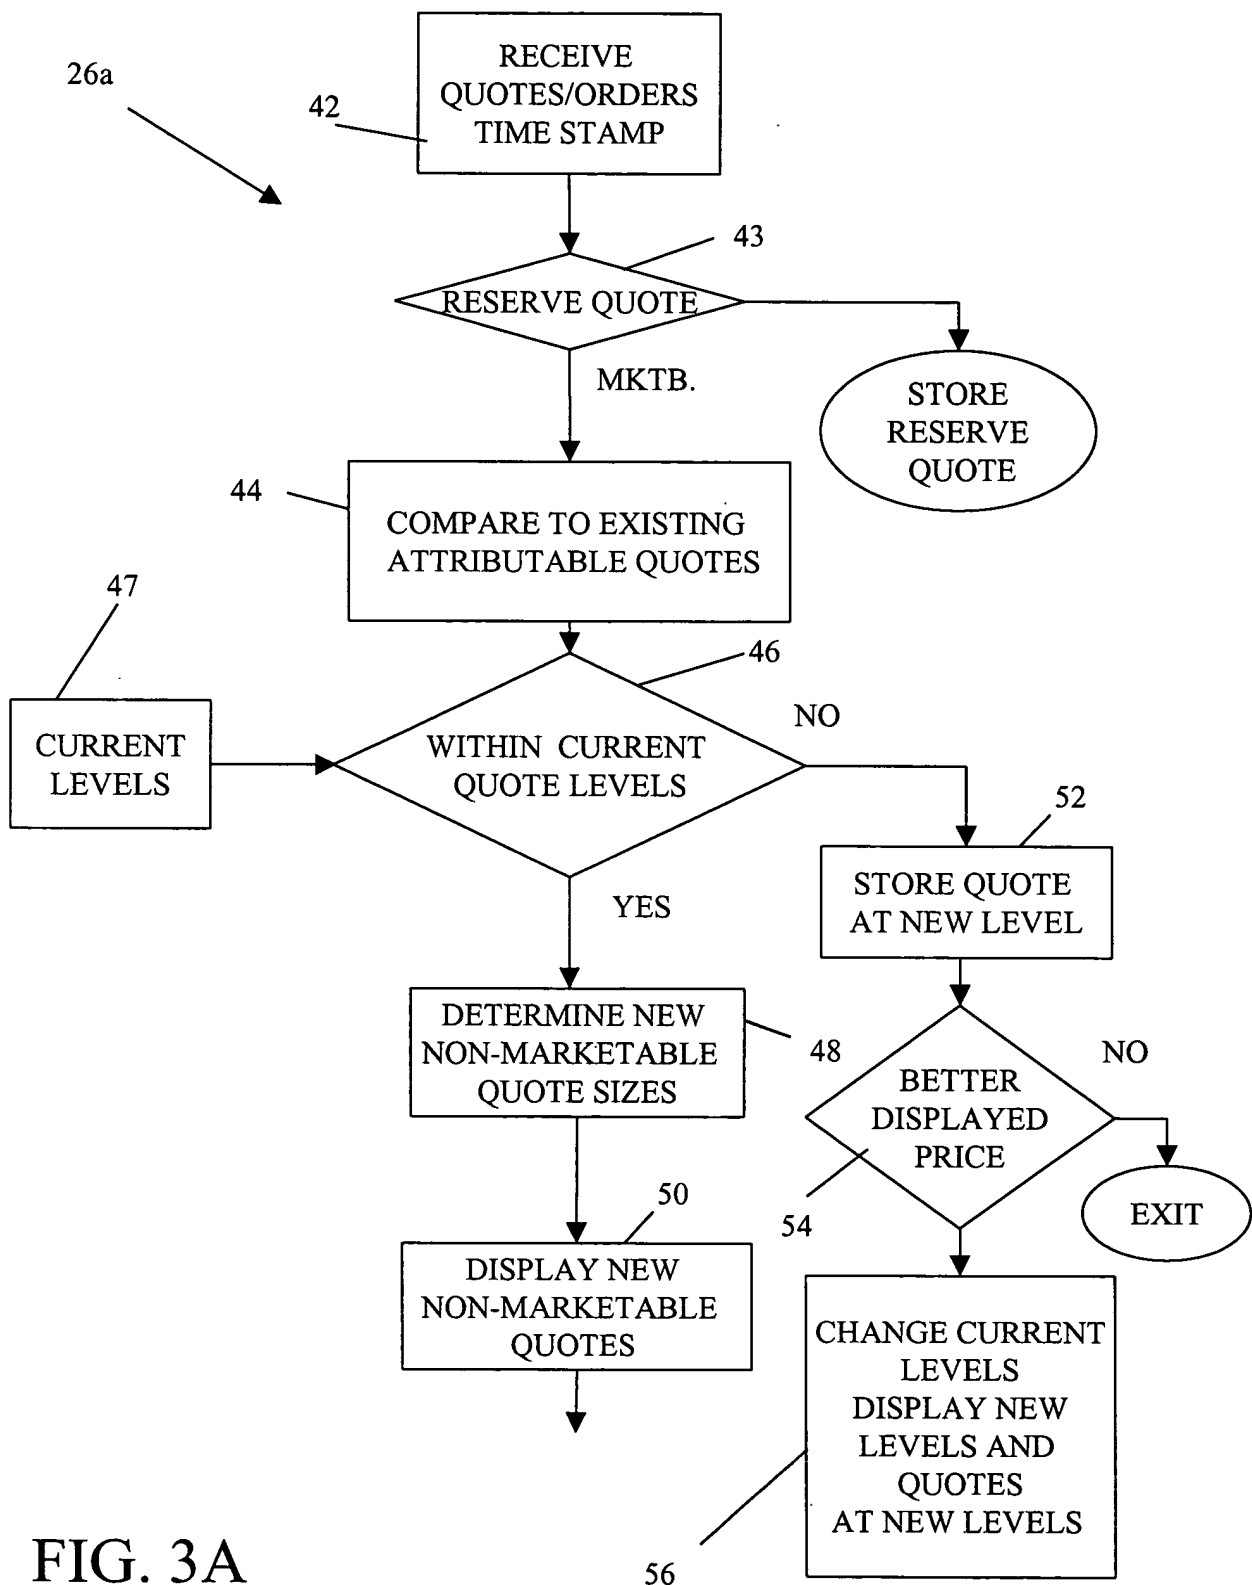 RECEIVE
QUOTES/ORDERS
TIME STAMP
26a
42
43
RESERVE QUOTE
MKTB.
STORE
RESERVE
QUOTE
44
COMPARE TO EXISTING
ATTRIBUTABLE QUOTES
47
46
CURRENT
LEVELS
WITHIN CURRENT
QUOTE LEVELS
NO
52
YES
STORE QUOTE
AT NEW LEVEL
DETERMINE NEW
NON-MARKETABLE
QUOTE SIZES
48
BETTER
DISPLAYED
PRICE
NO
54
EXIT
50
DISPLAY NEW
NON-MARKETABLE
QUOTES
CHANGE CURRENT
LEVELS
DISPLAY NEW
LEVELS AND
QUOTES
AT NEW LEVELS
56
FIG. 3A